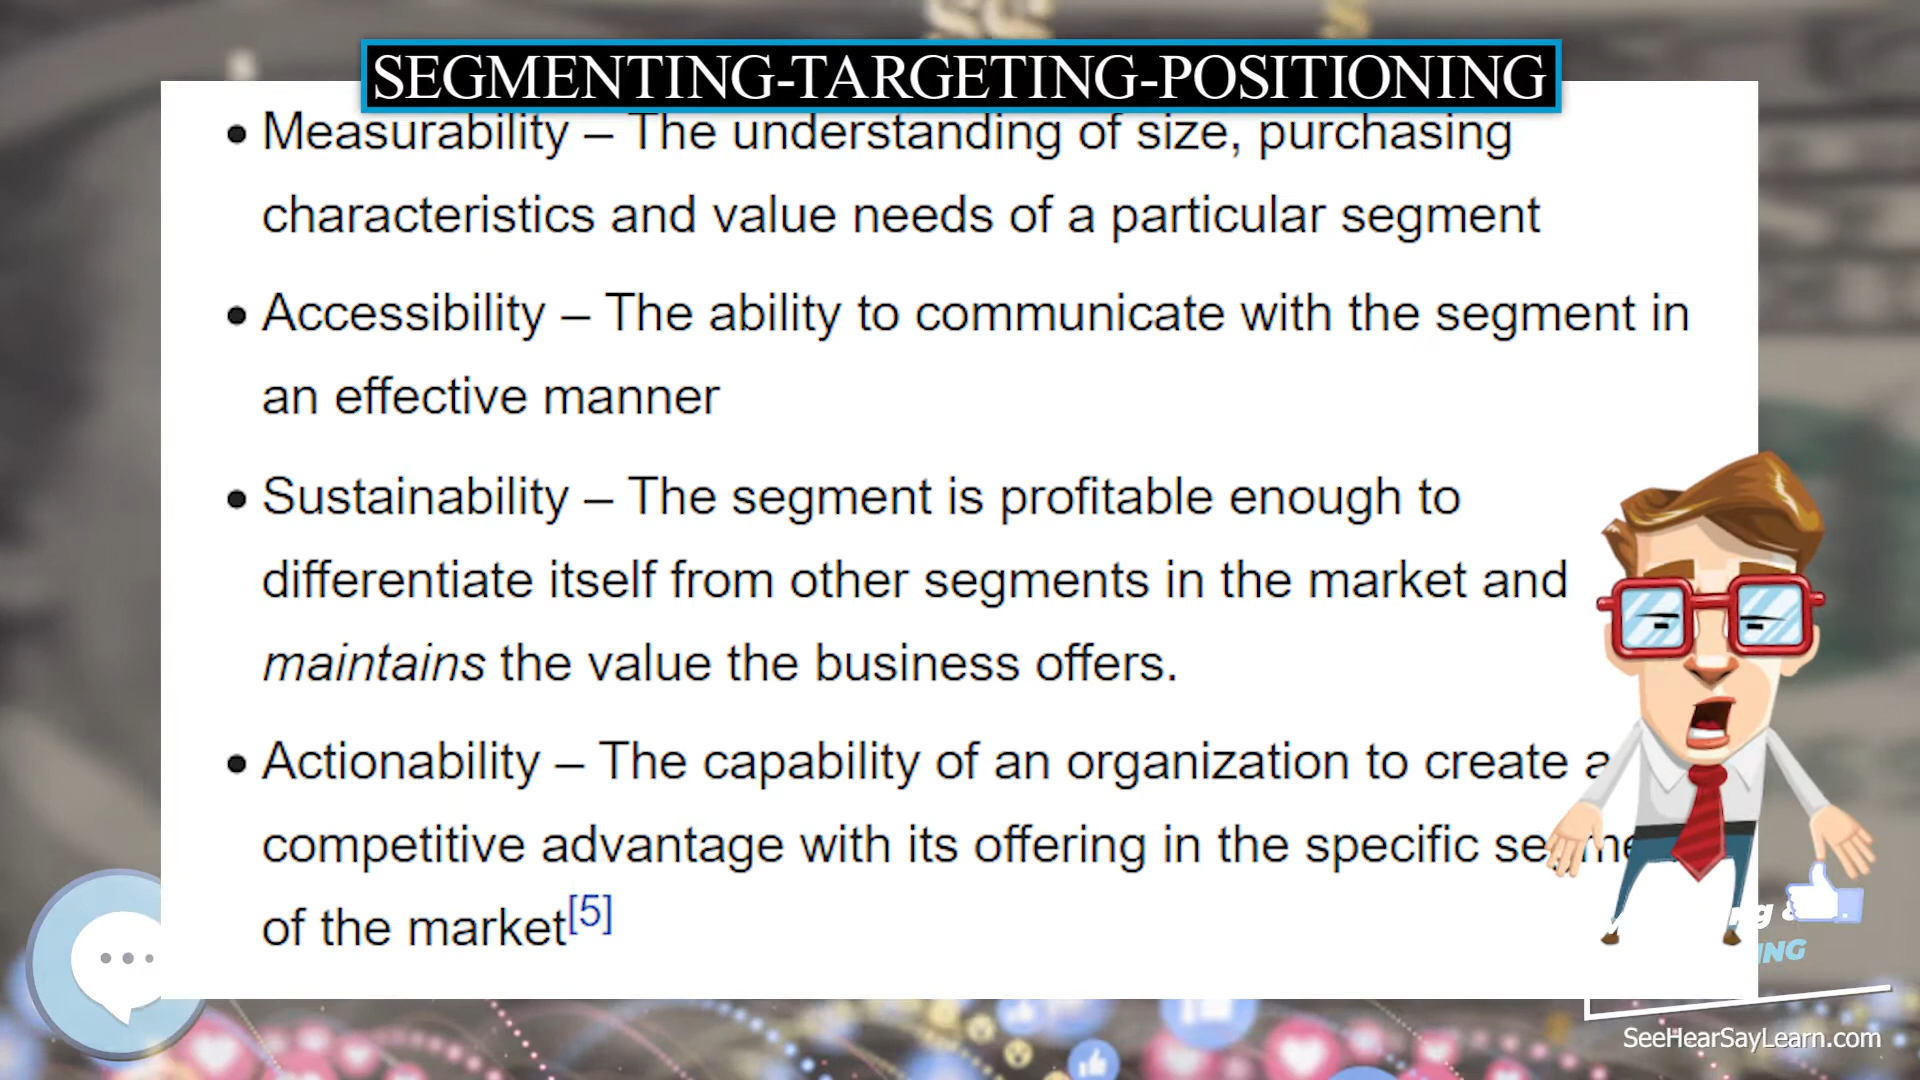 SEGMENTING-TARGETING-POSITIONING
• Measurability – The understanding of size, purchasing
characteristics and value needs of a particular segment
• Accessibility – The ability to communicate with the segment in
an effective manner
• Sustainability – The segment is profitable enough to
differentiate itself from other segments in the market and
maintains the value the business offers.
• Actionability – The capability of an organization to create a
competitive advantage with its offering in the specific
of the market[5]
SeeHearSayLearn.com